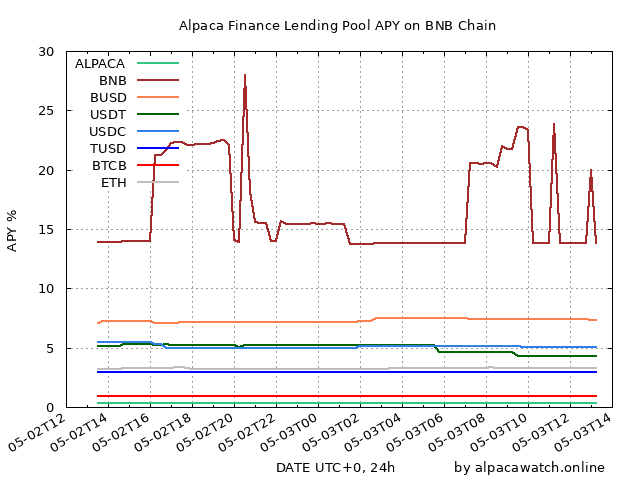 Alpaca Finance Lending Pool APY on BNB Chain
30
25
20
15
10
5
0
APY %
ALPACA
BNB
BUSD
USDT
USDC
TUSD
BTCB
ETH
05-02T12
05-02T14
05-02T16
05-02T18
05-02T20
05-02T22
05-03T00
05-03T02
05-03T04
05-03T06
05-03T08
05-03T10
05-03T12
05-03T14
DATE UTC+0, 24h
by alpacawatch.online